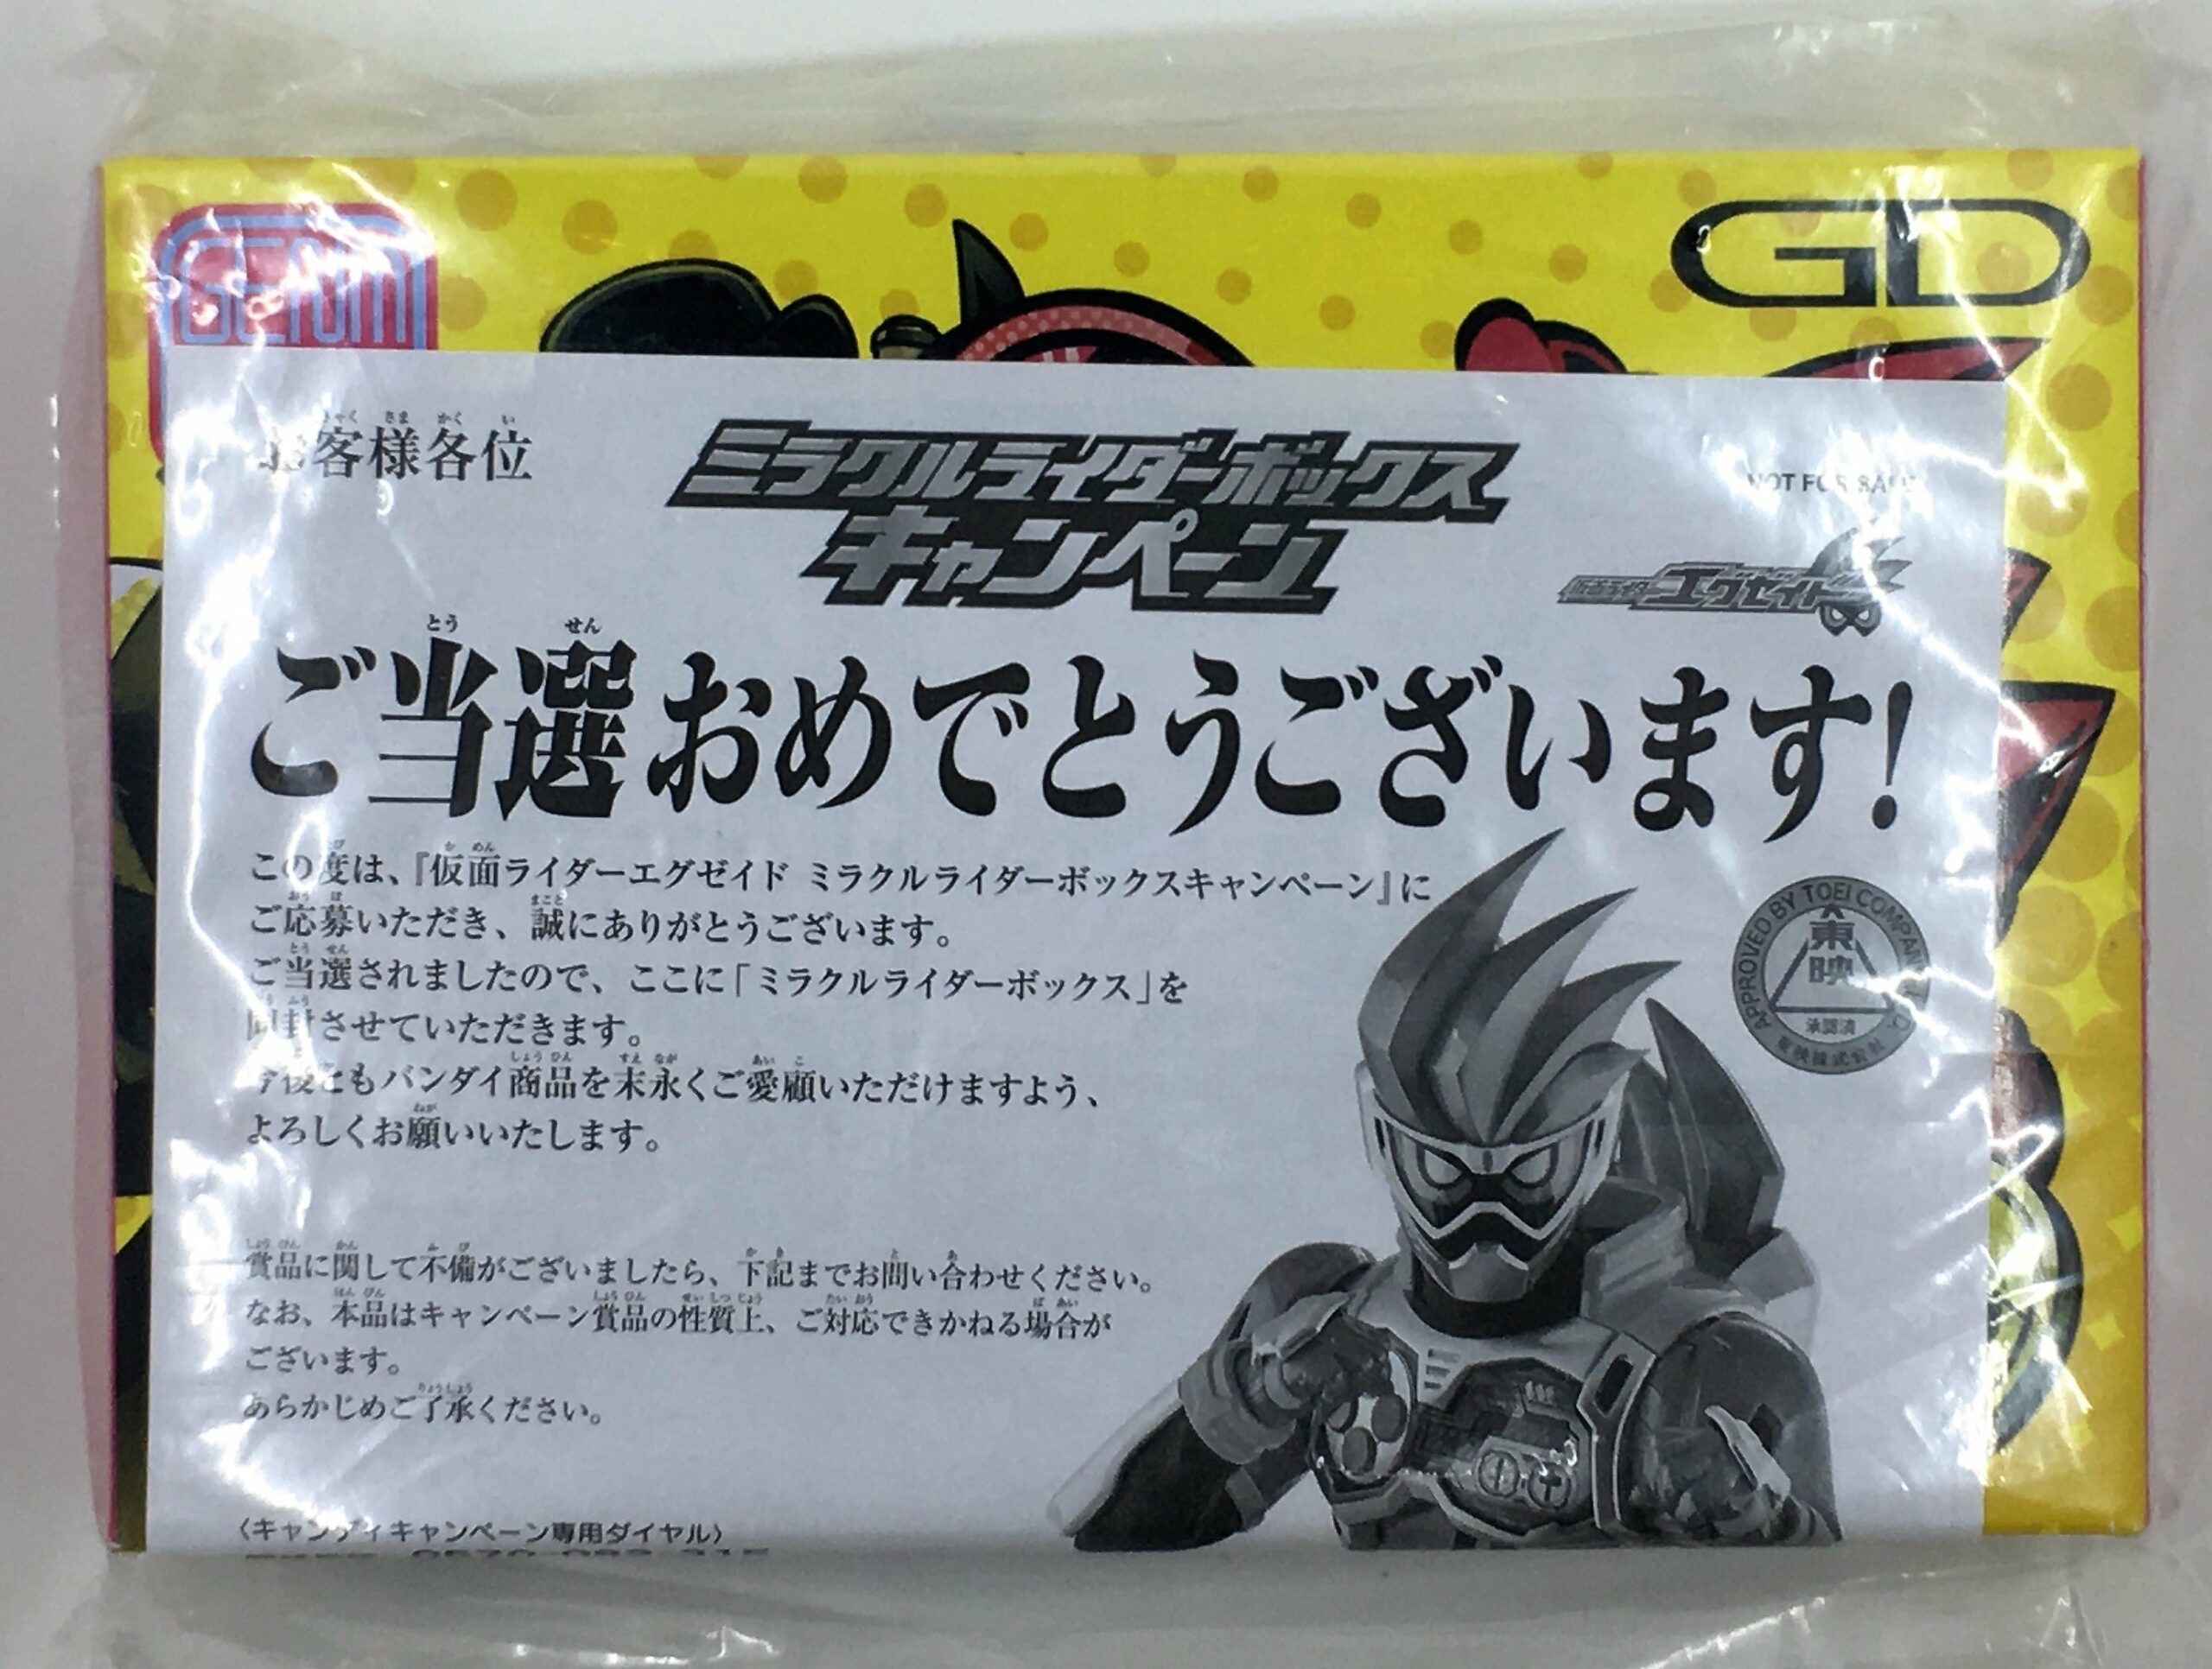 GENM
GD
お客様各位
ミラクルライダーボックス
キャンペーン
NOT FOR SALE
仮面ライダー エグゼイド
ご当選おめでとうございます!
この度は、『仮面ライダーエグゼイド ミラクルライダーボックスキャンペーン』に
ご応募いただき、誠にありがとうございます。
ご当選されましたので、ここに「ミラクルライダーボックス」を
同封させていただきます。
今後ともバンダイ商品を末永くご愛顧いただけますよう、
よろしくお願いいたします。
APPROVED BY TOEI COMPANY
東映
承認済
東映株式会社
賞品に関して不備がございましたら、下記までお問い合わせください。
なお、本品はキャンペーン賞品の性質上、ご対応できかねる場合が
ございます。
あらかじめご了承ください。
〈キャンディキャンペーン専用ダイヤル〉